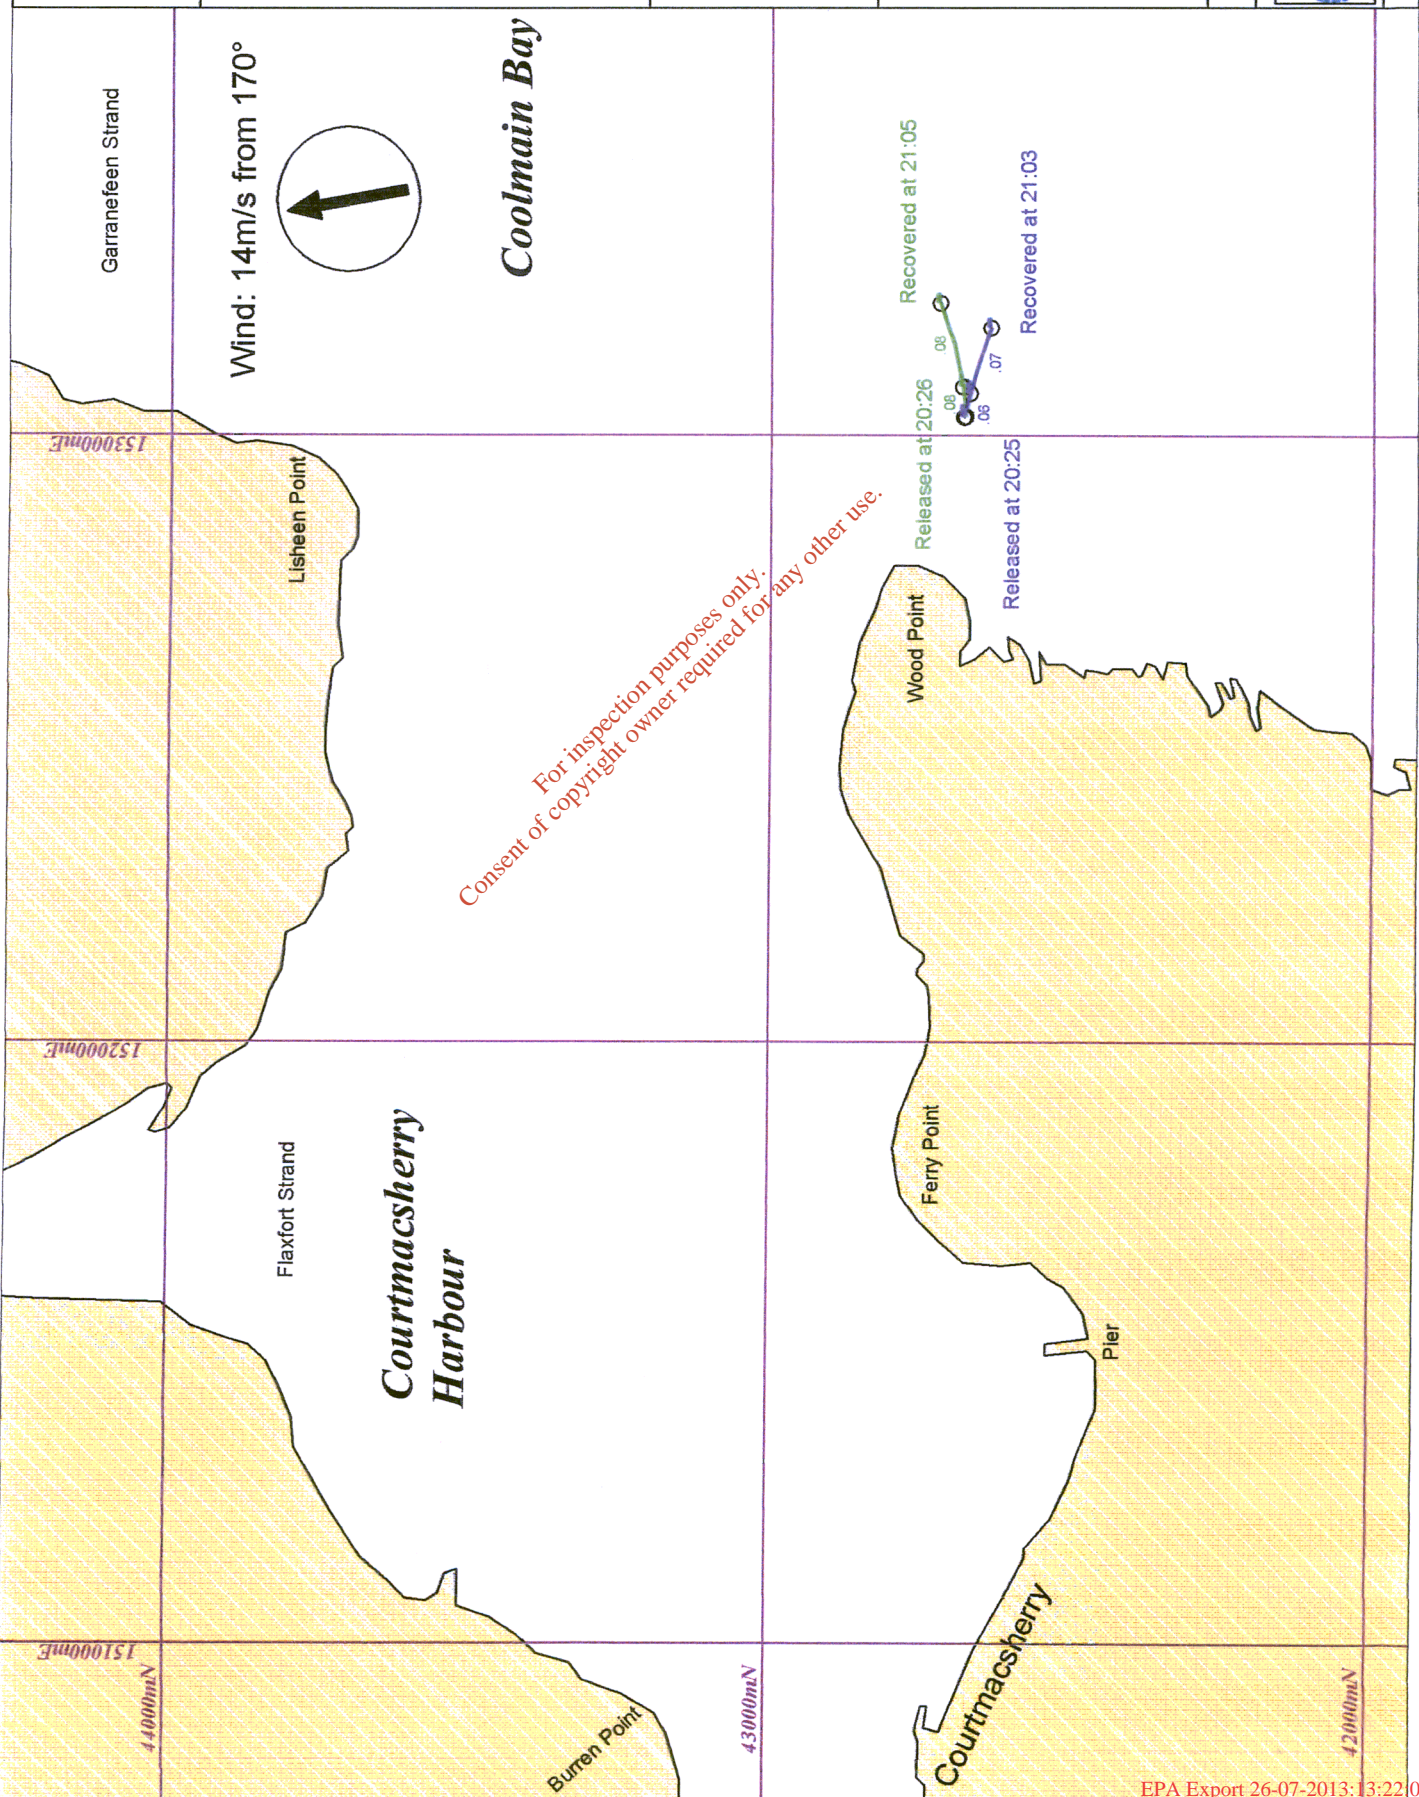 Garranefeen Strand
Wind: 14m/s from 170°
Coolmain Bay
Recovered at 21:05
Recovered at 21:03
.08
.07
.08
.06
Released at 20:26
Released at 20:25
153000mE
Lisheen Point
Wood Point
For inspection purposes only.
Consent of copyright owner required for any other use.
152000mE
Flaxfort Strand
Courtmacsherry
Harbour
Ferry Point
Pier
151000mE
44000mN
43000mN
42000mN
Burren Point
Courtmacsherry
EPA Export 26-07-2013:13:22:0